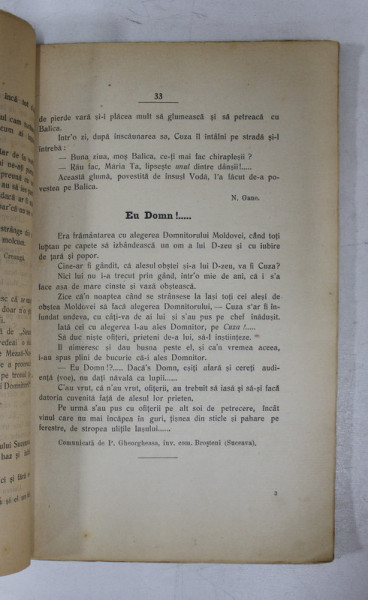 33
de pierde vară și-i plăcea mult să glumească și să petreacă cu
Balica.
Intr'o zi, după înscăunarea sa, Cuza îl întâlni pe stradă și-l
întrebă :
— Buna ziua, moș Balica, ce-ți mai fac chirapleșii ?
— Rău fac, Maria Ta, lipsește unul dintre dânșii!.....
Această glumă, povestită de însuși Vodă, l'a făcut de-a po-
vestea pe Balica.
N. Gane.
Eu Domn !.....
Era frământarea cu alegerea Domnitorului Moldovei, când toți
luptau pe capete să izbândească un om a lui D-zeu și cu iubire
de țară și popor.
Cine-ar fi gândit, că alesul obștei și-a lui D-zeu, va fi Cuza?
Nici lui nu i-a trecut prin gând, într'o mie de ani, că i s'a
face asa de mare cinste și vază obștească.
Zice că'n noaptea când se strânsese la Iași toți cei aleși de
obștea Moldovei să facă alegerea Domnitorului, — Cuza s'ar fi în-
fundat undeva, cu câți-va de ai lui și s'au pus pe chef înădușit.
Iată cei cu alegerea l-au ales Domnitor, pe Cuza !.....
Să duc niște ofițeri, prieteni de-a lui, să-l înștiințeze.
Il nimeresc și dau peste el beșug, și ca'n vremea aceea,
i-au spus plini de bucurie că-i ales Domnitor.
— Eu Domn!?..... Dacă's Domn, eșiți afară și cereți audi-
ență (voe), nu dați năvală ca lupii.....
C'au vrut, că n'au vrut, ofițerii, au trebuit să iasă și să-și facă
datoria cuvenită față de alesul lor prieten.
Pe urmă s'au pus cu ofițerii pe alt soi de petrecere, încât
vinul care nu mai încăpea în guri, țișnea din sticle și pahare pe
ferestre, de stropea ulițile Iașului.....
Comunicată de P. Gheorgheasa, inv. com. Broșteni (Suceava),
3